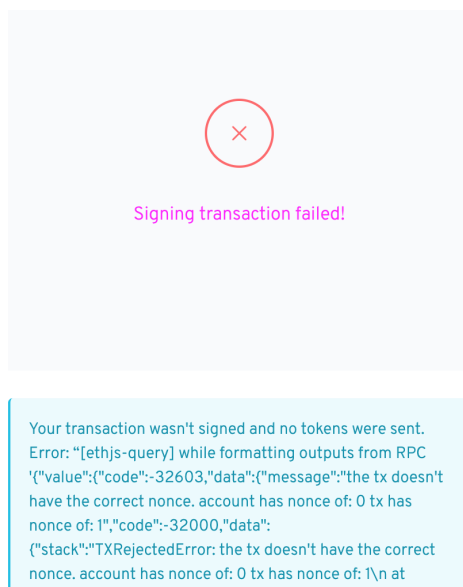 Signing transaction failed!
Your transaction wasn't signed and no tokens were sent.
Error: “[ethjs-query] while formatting outputs from RPC
'{"value":{"code":-32603,"data":{"message":"the tx doesn't
have the correct nonce. account has nonce of: 0 tx has
nonce of: 1","code":-32000,"data":
{"stack":"TXRejectedError: the tx doesn't have the correct
nonce. account has nonce of: 0 tx has nonce of: 1\n at